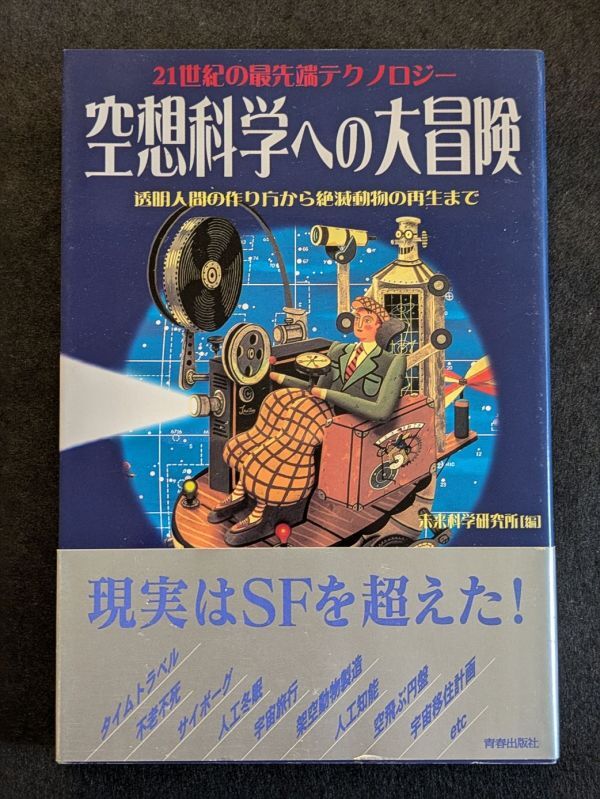 21世紀の最先端テクノロジー
空想科学への大冒険
透明人間の作り方から絶滅動物の再生まで
未来科学研究所[編]
現実はSFを超えた!
タイムトラベル
不老不死
サイボーグ
人工冬眠
宇宙旅行
架空動物製造
人工知能
空飛ぶ円盤
宇宙移住計画
etc
青春出版社